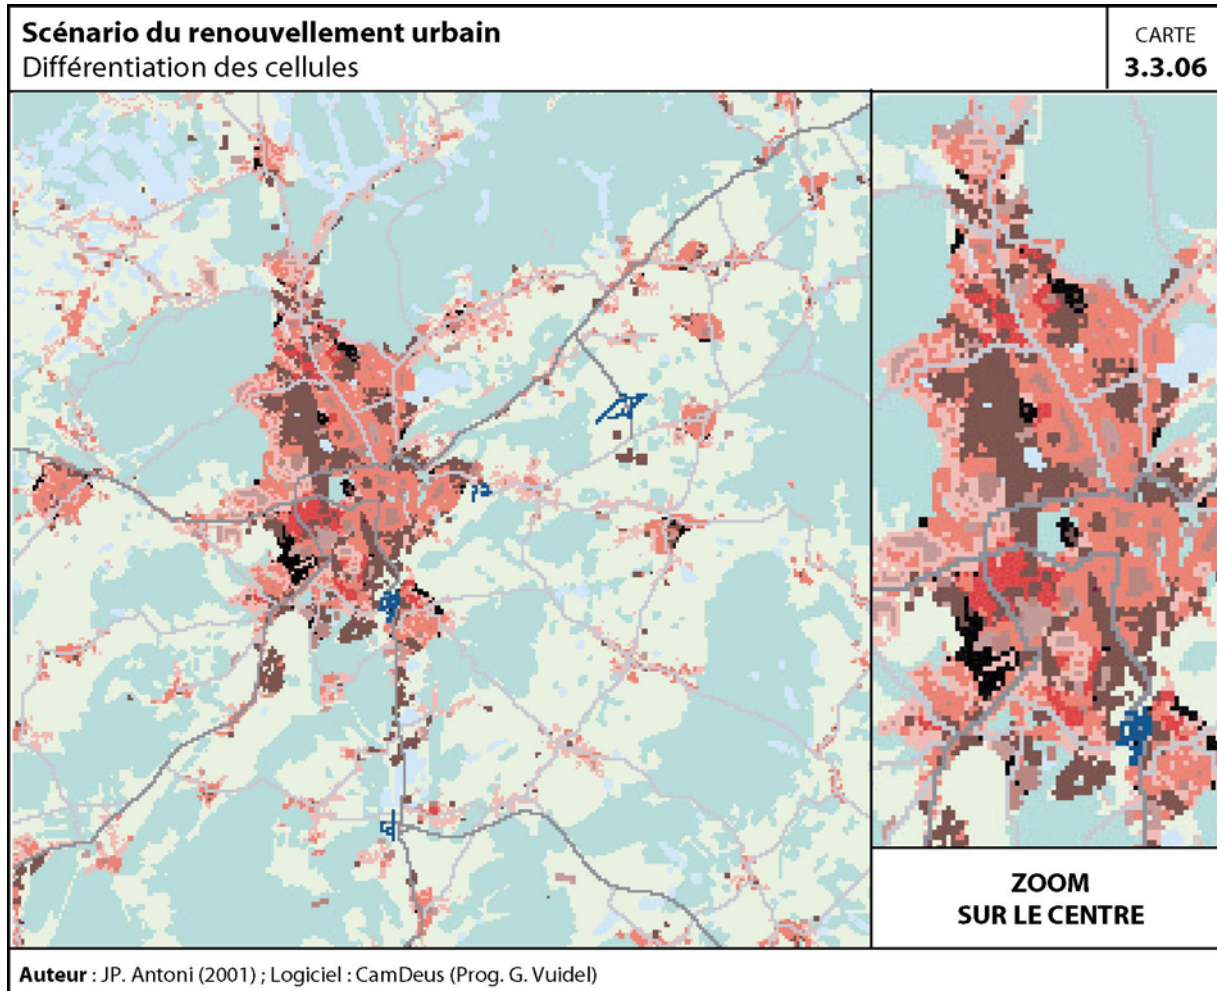 Scénario du renouvellement urbain
Différentiation des cellules
CARTE
3.3.06
ZOOM
SUR LE CENTRE
Auteur : JP. Antoni (2001) ; Logiciel : CamDeus (Prog. G. Vuidel)